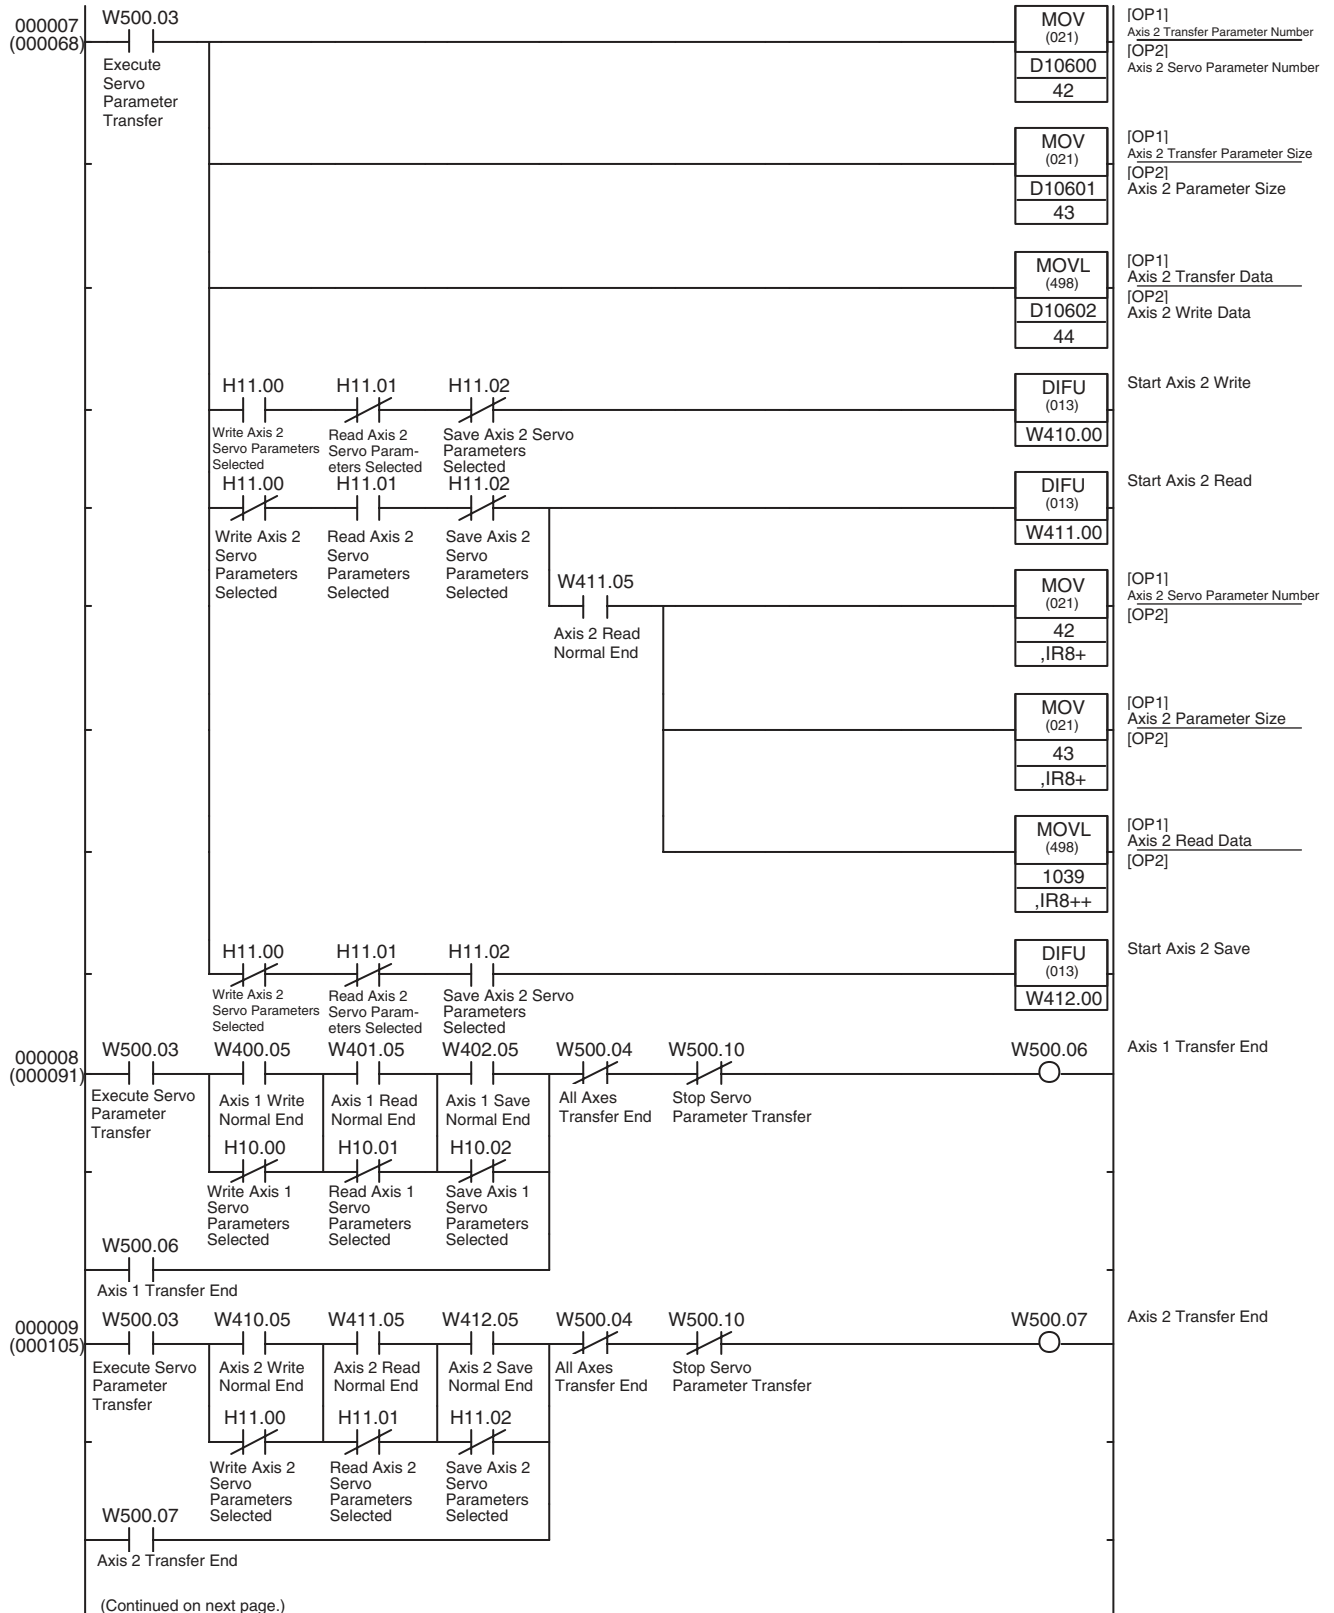 000007
(000068)
W500.03
Execute
Servo
Parameter
Transfer
MOV
(021)
D10600
42
[OP1]
Axis 2 Transfer Parameter Number
[OP2]
Axis 2 Servo Parameter Number
MOV
(021)
D10601
43
[OP1]
Axis 2 Transfer Parameter Size
[OP2]
Axis 2 Parameter Size
MOVL
(498)
D10602
44
[OP1]
Axis 2 Transfer Data
[OP2]
Axis 2 Write Data
H11.00 H11.01 H11.02
Write Axis 2
Servo Parameters
Selected
Read Axis 2
Servo Param-
eters Selected
Save Axis 2 Servo
Parameters
Selected
DIFU
(013)
W410.00
Start Axis 2 Write
H11.00 H11.01 H11.02
Write Axis 2
Servo
Parameters
Selected
Read Axis 2
Servo
Parameters
Selected
Save Axis 2
Servo
Parameters
Selected
DIFU
(013)
W411.00
Start Axis 2 Read
W411.05
Axis 2 Read
Normal End
MOV
(021)
42
,IR8+
[OP1]
Axis 2 Servo Parameter Number
[OP2]
MOV
(021)
43
,IR8+
[OP1]
Axis 2 Parameter Size
[OP2]
MOVL
(498)
1039
,IR8++
[OP1]
Axis 2 Read Data
[OP2]
H11.00 H11.01 H11.02
Write Axis 2
Servo Parameters
Selected
Read Axis 2
Servo Param-
eters Selected
Save Axis 2 Servo
Parameters
Selected
DIFU
(013)
W412.00
Start Axis 2 Save
000008
(000091)
W500.03 W400.05 W401.05 W402.05 W500.04 W500.10 W500.06
Axis 1 Transfer End
Execute Servo
Parameter
Transfer
Axis 1 Write
Normal End
Axis 1 Read
Normal End
Axis 1 Save
Normal End
All Axes
Transfer End
Stop Servo
Parameter Transfer
H10.00 H10.01 H10.02
Write Axis 1
Servo
Parameters
Selected
Read Axis 1
Servo
Parameters
Selected
Save Axis 1
Servo
Parameters
Selected
W500.06
Axis 1 Transfer End
000009
(000105)
W500.03 W410.05 W411.05 W412.05 W500.04 W500.10 W500.07
Axis 2 Transfer End
Execute Servo
Parameter
Transfer
Axis 2 Write
Normal End
Axis 2 Read
Normal End
Axis 2 Save
Normal End
All Axes
Transfer End
Stop Servo
Parameter Transfer
H11.00 H11.01 H11.02
Write Axis 2
Servo
Parameters
Selected
Read Axis 2
Servo
Parameters
Selected
Save Axis 2
Servo
Parameters
Selected
W500.07
Axis 2 Transfer End
(Continued on next page.)